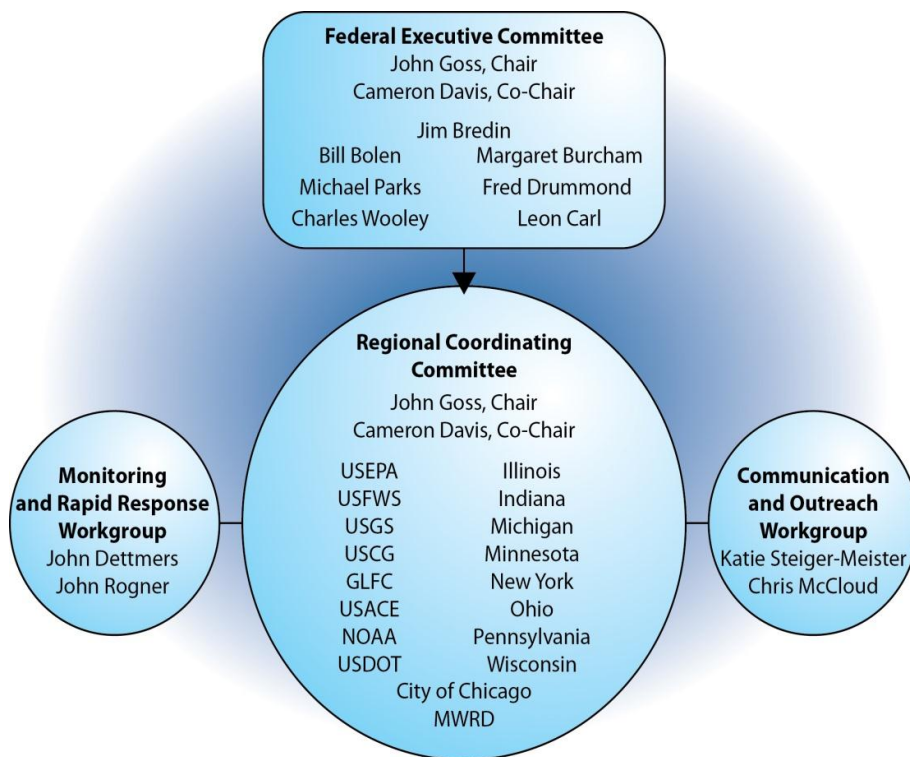 Federal Executive Committee
John Goss, Chair
Cameron Davis, Co-Chair
Jim Bredin
Bill Bolen Margaret Burcham
Michael Parks Fred Drummond
Charles Wooley Leon Carl
Regional Coordinating
Committee
John Goss, Chair
Cameron Davis, Co-Chair
USEPA Illinois
USFWS Indiana
USGS Michigan
USCG Minnesota
GLFC New York
USACE Ohio
NOAA Pennsylvania
USDOT Wisconsin
City of Chicago
MWRD
Monitoring
and Rapid Response
Workgroup
John Dettmers
John Rogner
Communication
and Outreach
Workgroup
Katie Steiger-Meister
Chris McCloud